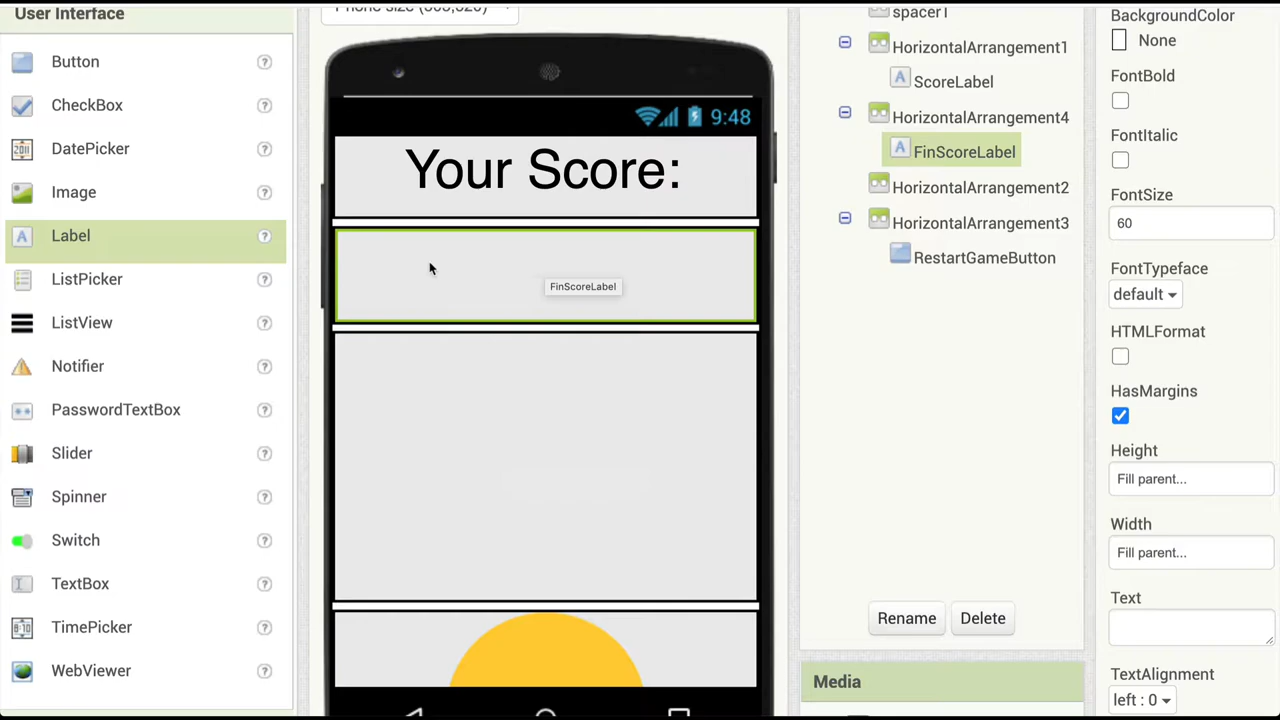 User Interface
Button
CheckBox
DatePicker
Image
Label
ListPicker
ListView
Notifier
PasswordTextBox
Slider
Spinner
Switch
TextBox
TimePicker
WebViewer
9:48
Your Score:
FinScoreLabel
spacer1
HorizontalArrangement1
ScoreLabel
HorizontalArrangement4
FinScoreLabel
HorizontalArrangement2
HorizontalArrangement3
RestartGameButton
Rename
Delete
Media
BackgroundColor
None
FontBold
FontItalic
FontSize
60
FontTypeface
default
HTMLFormat
HasMargins
Height
Fill parent...
Width
Fill parent...
Text
TextAlignment
left : 0